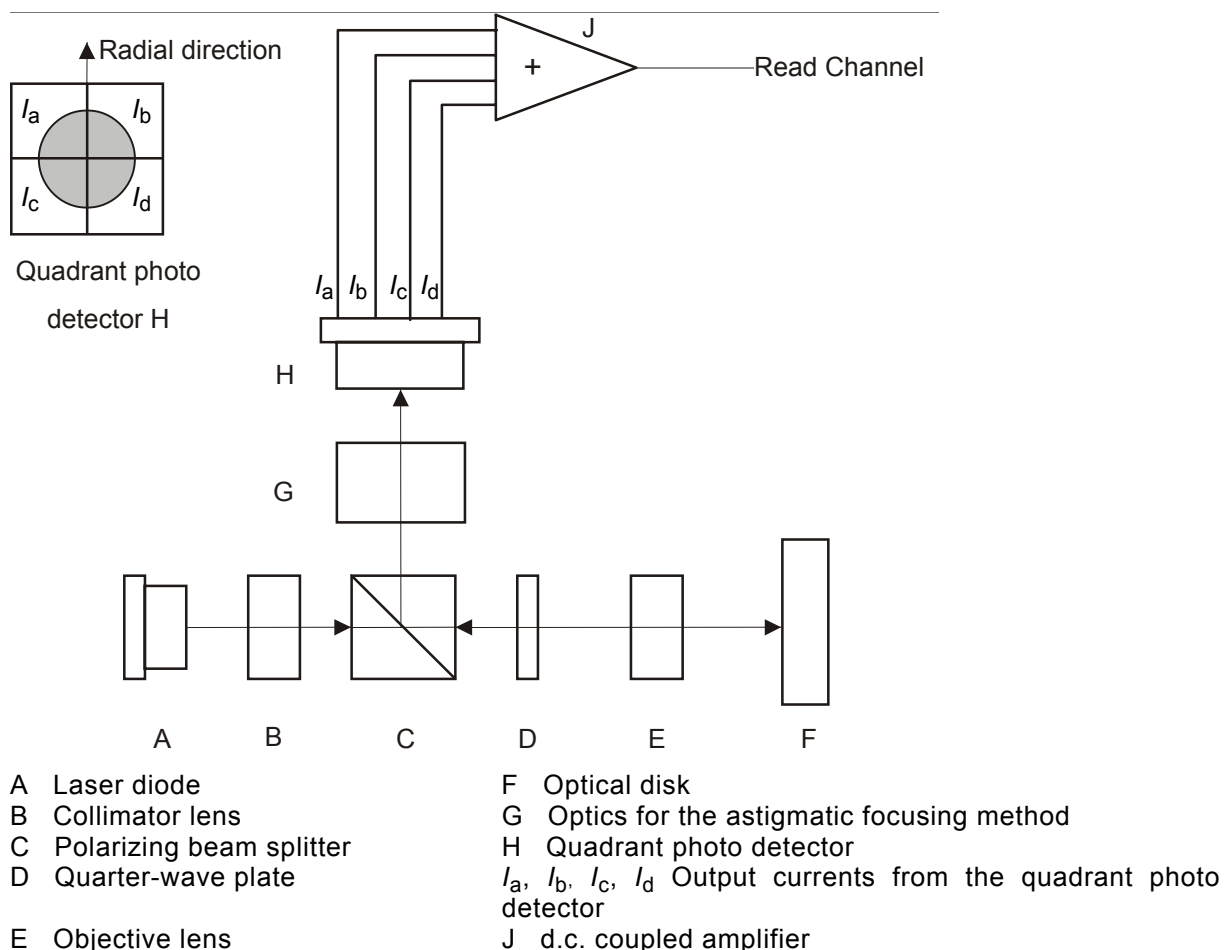 J
Radial direction
+
Read Channel
Ia Ib
Ic Id
Quadrant photo
detector H
Ia Ib Ic Id
H
G
A B C D E F
A Laser diode
F Optical disk
B Collimator lens
G Optics for the astigmatic focusing method
C Polarizing beam splitter
H Quadrant photo detector
D Quarter-wave plate
Ia, Ib, Ic, Id Output currents from the quadrant photo
detector
E Objective lens
J d.c. coupled amplifier